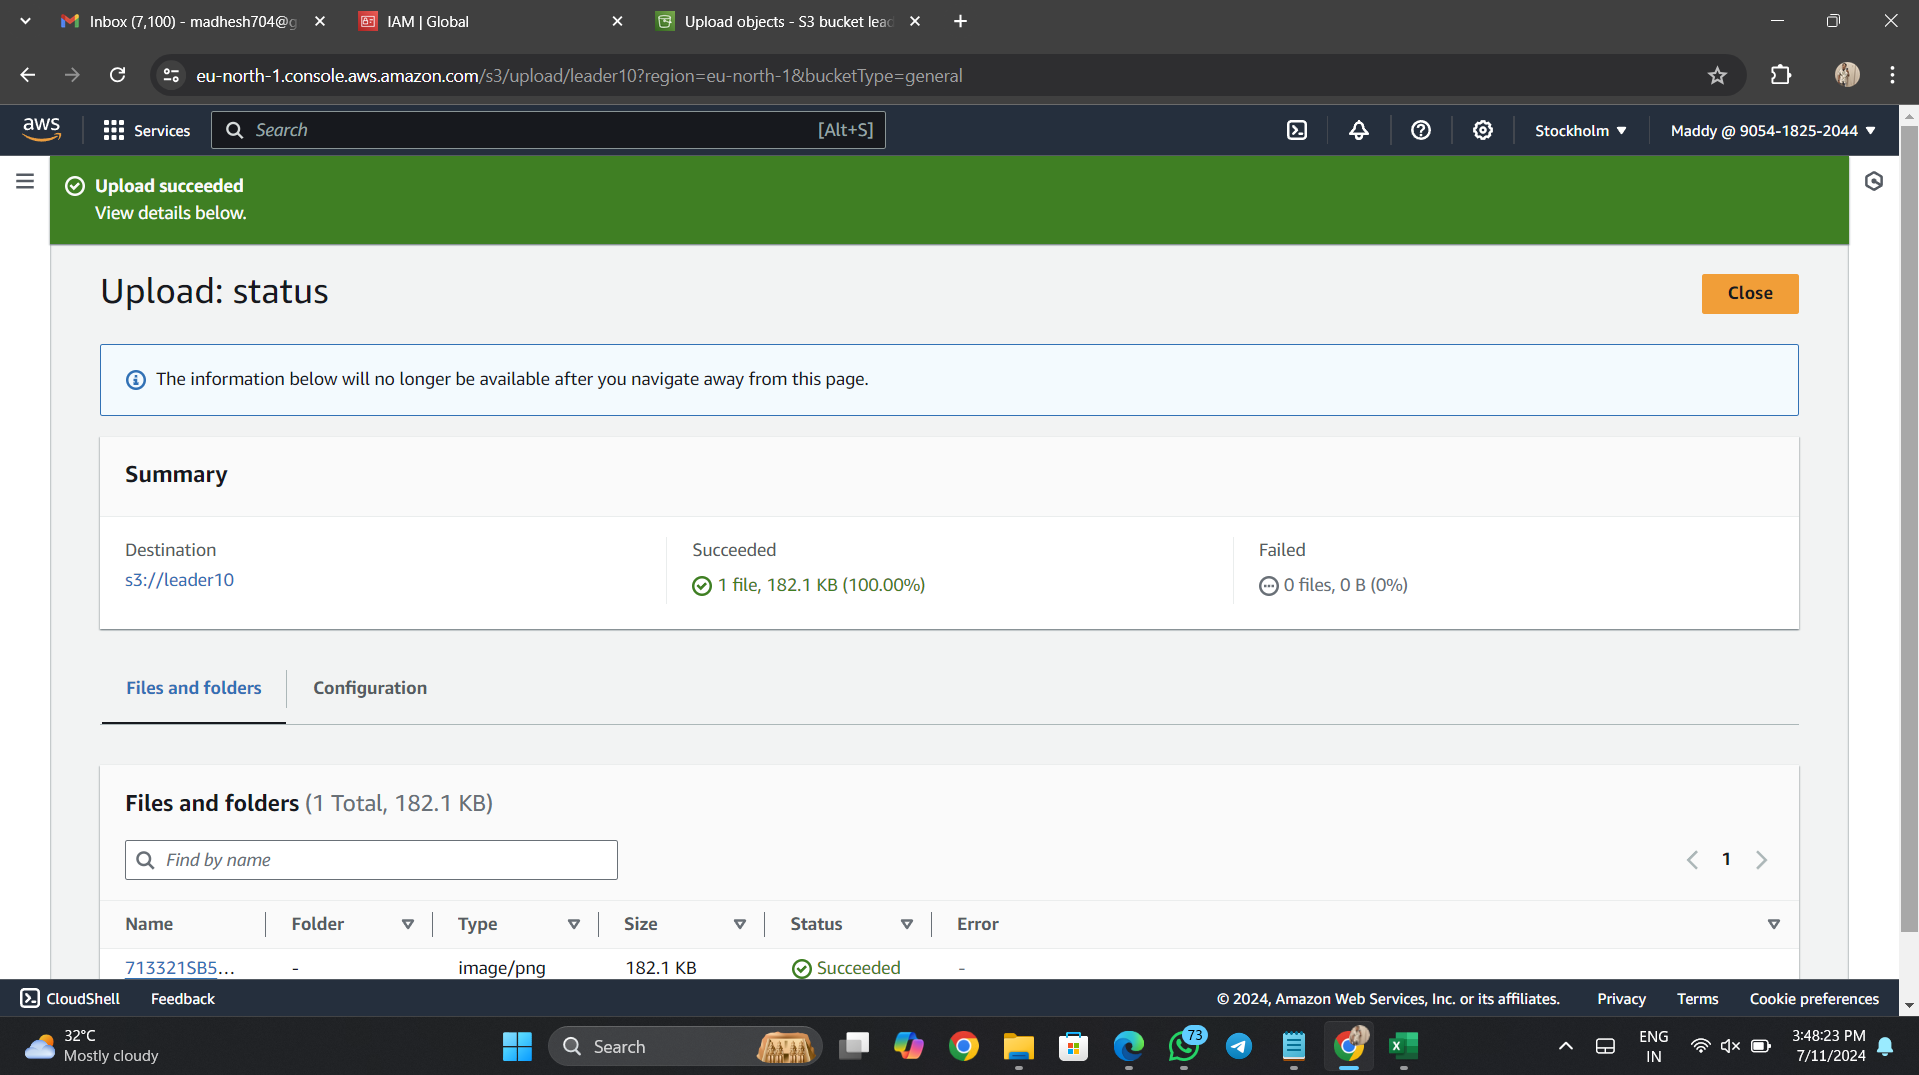 Inbox (7,100) - madhesh704@g
IAM | Global
Upload objects - S3 bucket lead
eu-north-1.console.aws.amazon.com/s3/upload/leader10?region=eu-north-1&bucketType=general
aws
Services
Search
[Alt+S]
Stockholm
Maddy @ 9054-1825-2044
Upload succeeded
View details below.
Upload: status
Close
The information below will no longer be available after you navigate away from this page.
Summary
Destination
s3://leader10
Succeeded
1 file, 182.1 KB (100.00%)
Failed
0 files, 0 B (0%)
Files and folders
Configuration
Files and folders (1 Total, 182.1 KB)
Find by name
1
Name Folder Type Size Status Error
713321SB5... - image/png 182.1 KB Succeeded -
CloudShell
Feedback
© 2024, Amazon Web Services, Inc. or its affiliates.
Privacy
Terms
Cookie preferences
32°C
Mostly cloudy
Search
73
ENG
IN
3:48:23 PM
7/11/2024